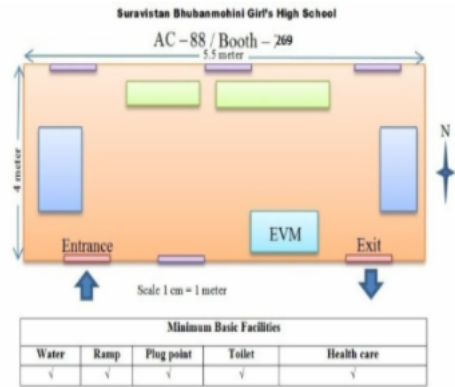 Suravistan Bhubanmohini Girl's High School
AC – 88 / Booth – 269
5.5 meter
4 meter
N
EVM
Entrance
Exit
Scale 1 cm = 1 meter
Minimum Basic Facilities
Water Ramp Plug point Toilet Health care
√ √ √ √ √